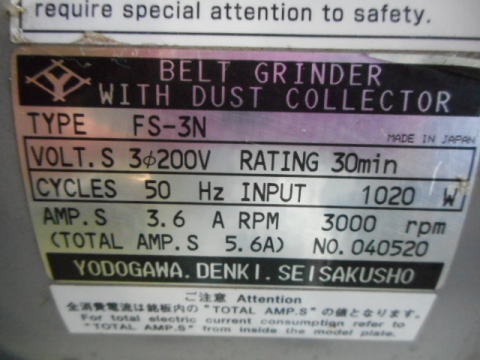 require special attention to safety.
BELT GRINDER
WITH DUST COLLECTOR
TYPE FS-3N
MADE IN JAPAN
VOLT.S 3φ200V RATING 30min
CYCLES 50 Hz INPUT 1020 W
AMP.S 3.6 A RPM 3000 rpm
(TOTAL AMP.S 5.6A) NO.040520
YODOGAWA.DENKI.SEISAKUSHO
ご注意 Attention
全消費電流は銘板内の"TOTAL AMP.S"の値となります。
For total electric current consumption refer to
"TOTAL AMP.S" from inside the model plate.